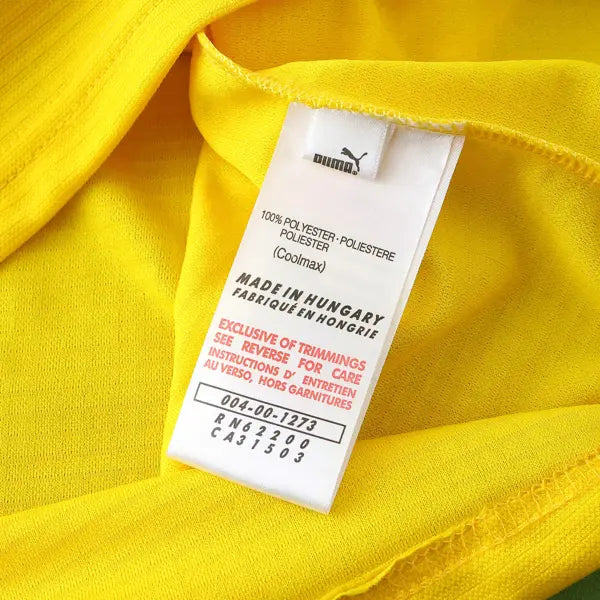 PUMA®
100% POLYESTER · POLIESTERE
POLIESTER
(Coolmax)
MADE IN HUNGARY
FABRIQUÉ EN HONGRIE
EXCLUSIVE OF TRIMMINGS
SEE REVERSE FOR CARE
INSTRUCTIONS D' ENTRETIEN
AU VERSO, HORS GARNITURES
004-00-1273
RN62200
CA31503